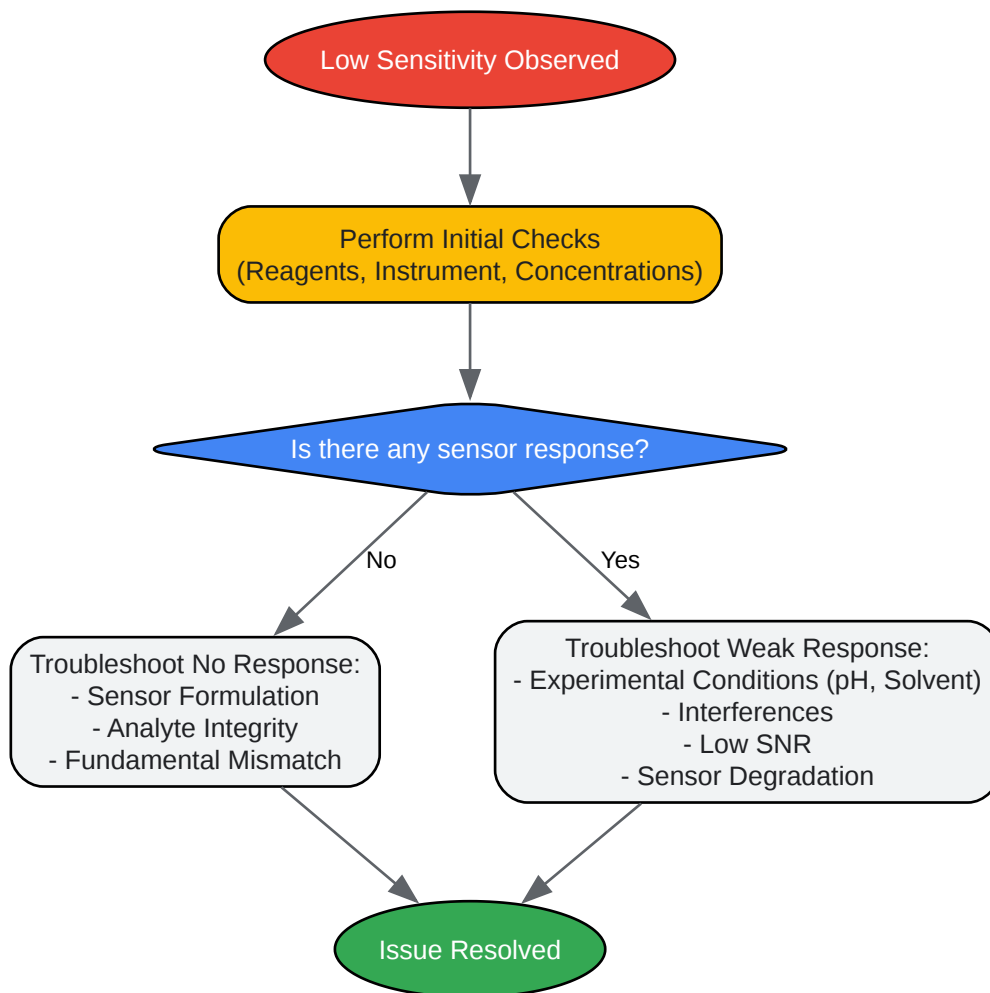 Low Sensitivity Observed
Perform Initial Checks
(Reagents, Instrument, Concentrations)
Is there any sensor response?
No
Yes
Troubleshoot No Response:
- Sensor Formulation
- Analyte Integrity
- Fundamental Mismatch
Troubleshoot Weak Response:
- Experimental Conditions (pH, Solvent)
- Interferences
- Low SNR
- Sensor Degradation
Issue Resolved